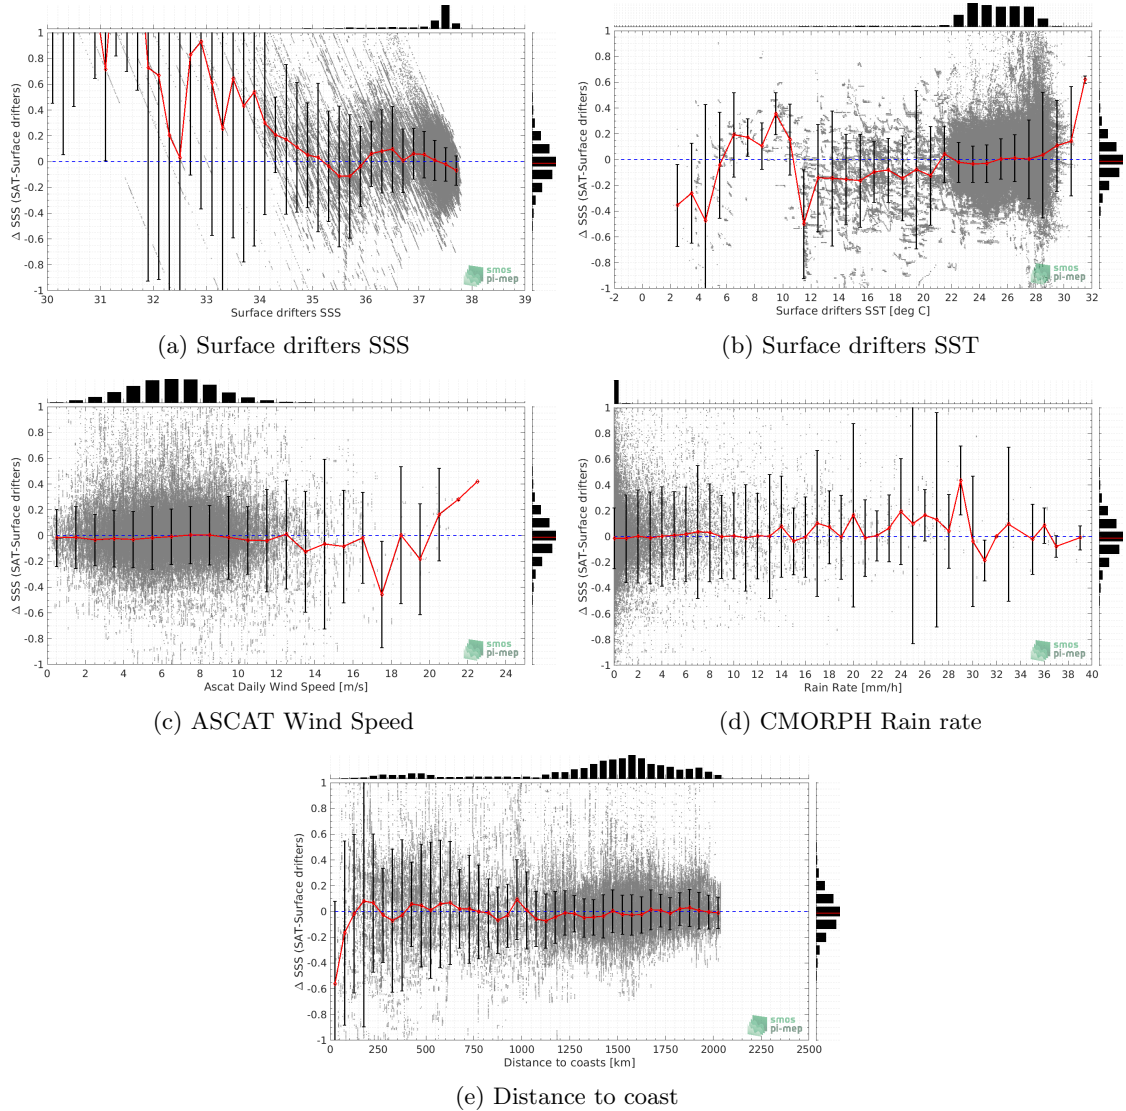 1
0.8
0.6
0.4
0.2
0
-0.2
-0.4
-0.6
-0.8
-1
Δ SSS (SAT-Surface drifters)
30 31 32 33 34 35 36 37 38 39
Surface drifters SSS
smos
pi-mep
(a) Surface drifters SSS
1
0.8
0.6
0.4
0.2
0
-0.2
-0.4
-0.6
-0.8
-1
Δ SSS (SAT-Surface drifters)
-2 0 2 4 6 8 10 12 14 16 18 20 22 24 26 28 30 32
Surface drifters SST [deg C]
smos
pi-mep
(b) Surface drifters SST
1
0.8
0.6
0.4
0.2
0
-0.2
-0.4
-0.6
-0.8
-1
Δ SSS (SAT-Surface drifters)
0 2 4 6 8 10 12 14 16 18 20 22 24
Ascat Daily Wind Speed [m/s]
smos
pi-mep
(c) ASCAT Wind Speed
1
0.8
0.6
0.4
0.2
0
-0.2
-0.4
-0.6
-0.8
-1
Δ SSS (SAT-Surface drifters)
0 2 4 6 8 10 12 14 16 18 20 22 24 26 28 30 32 34 36 38 40
Rain Rate [mm/h]
smos
pi-mep
(d) CMORPH Rain rate
1
0.8
0.6
0.4
0.2
0
-0.2
-0.4
-0.6
-0.8
-1
Δ SSS (SAT-Surface drifters)
0 250 500 750 1000 1250 1500 1750 2000 2250 2500
Distance to coasts [km]
smos
pi-mep
(e) Distance to coast